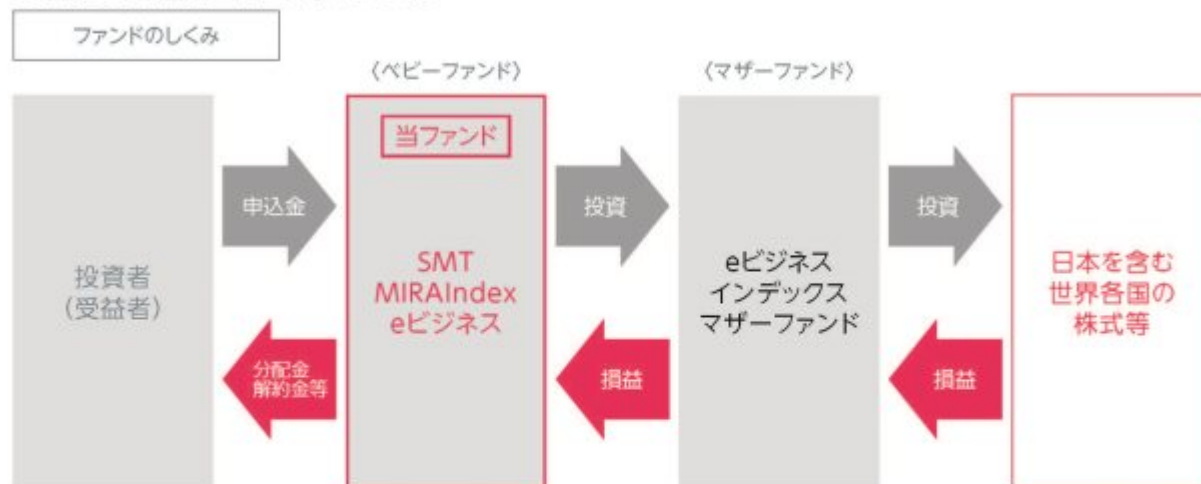 ファンドのしくみ
〈ベビーファンド〉
〈マザーファンド〉
投資者
(受益者)
申込金
分配金
解約金等
当ファンド
SMT
MIRAIndex
eビジネス
投資
損益
eビジネス
インデックス
マザーファンド
投資
損益
日本を含む
世界各国の
株式等